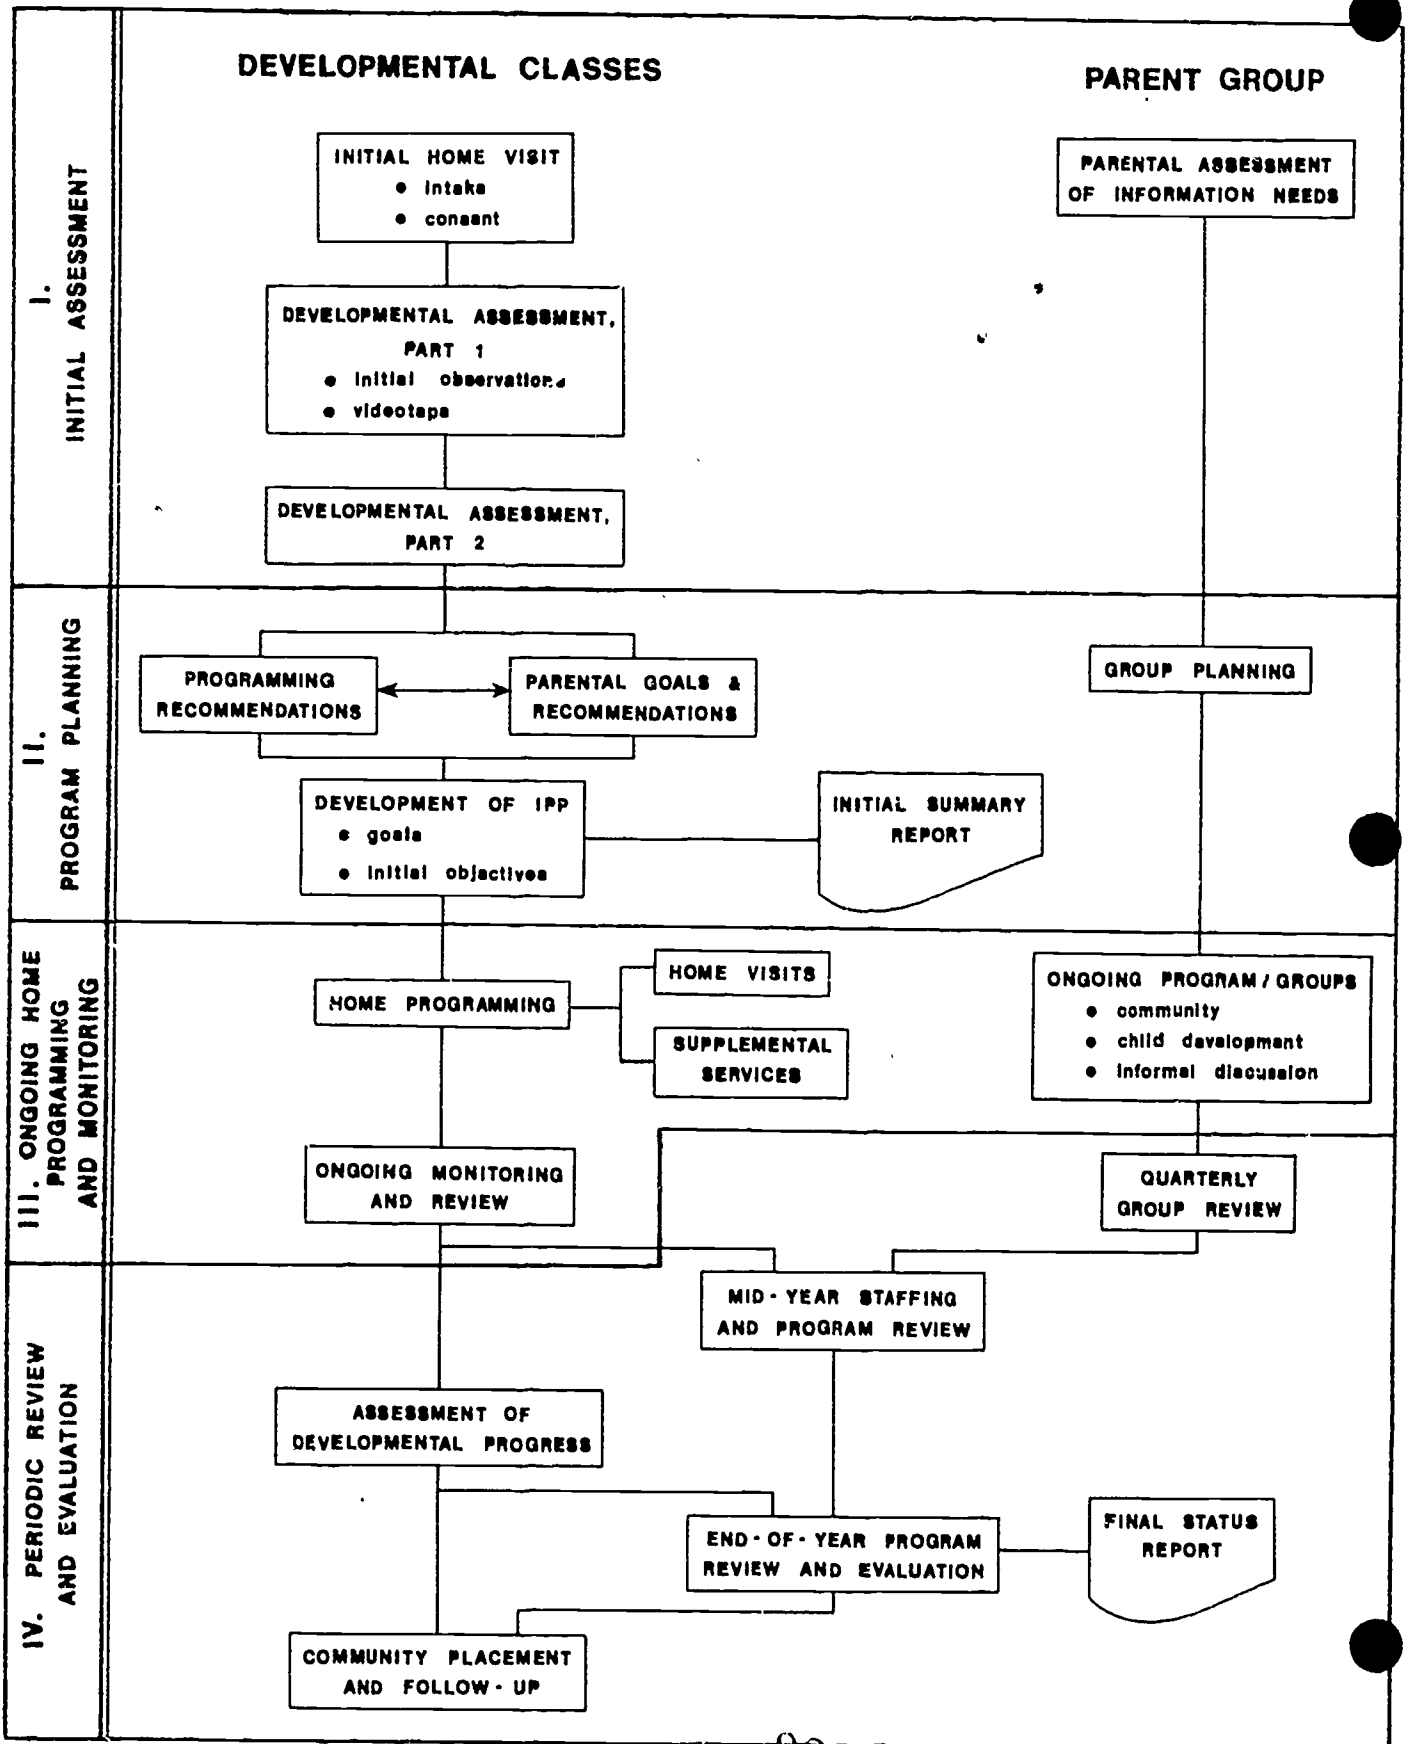 DEVELOPMENTAL CLASSES
PARENT GROUP
I.
INITIAL ASSESSMENT
INITIAL HOME VISIT
• Intake
• consent
PARENTAL ASSESSMENT
OF INFORMATION NEEDS
DEVELOPMENTAL ASSESSMENT,
PART 1
• Initial observations
• videotape
DEVELOPMENTAL ASSESSMENT,
PART 2
II.
PROGRAM PLANNING
PROGRAMMING
RECOMMENDATIONS
PARENTAL GOALS &
RECOMMENDATIONS
GROUP PLANNING
DEVELOPMENT OF IPP
• goals
• Initial objectives
INITIAL SUMMARY
REPORT
III. ONGOING HOME
PROGRAMMING
AND MONITORING
HOME PROGRAMMING
HOME VISITS
SUPPLEMENTAL
SERVICES
ONGOING PROGRAM / GROUPS
• community
• child development
• Informal discussion
ONGOING MONITORING
AND REVIEW
QUARTERLY
GROUP REVIEW
IV. PERIODIC REVIEW
AND EVALUATION
MID - YEAR STAFFING
AND PROGRAM REVIEW
ASSESSMENT OF
DEVELOPMENTAL PROGRESS
END - OF - YEAR PROGRAM
REVIEW AND EVALUATION
FINAL STATUS
REPORT
COMMUNITY PLACEMENT
AND FOLLOW - UP